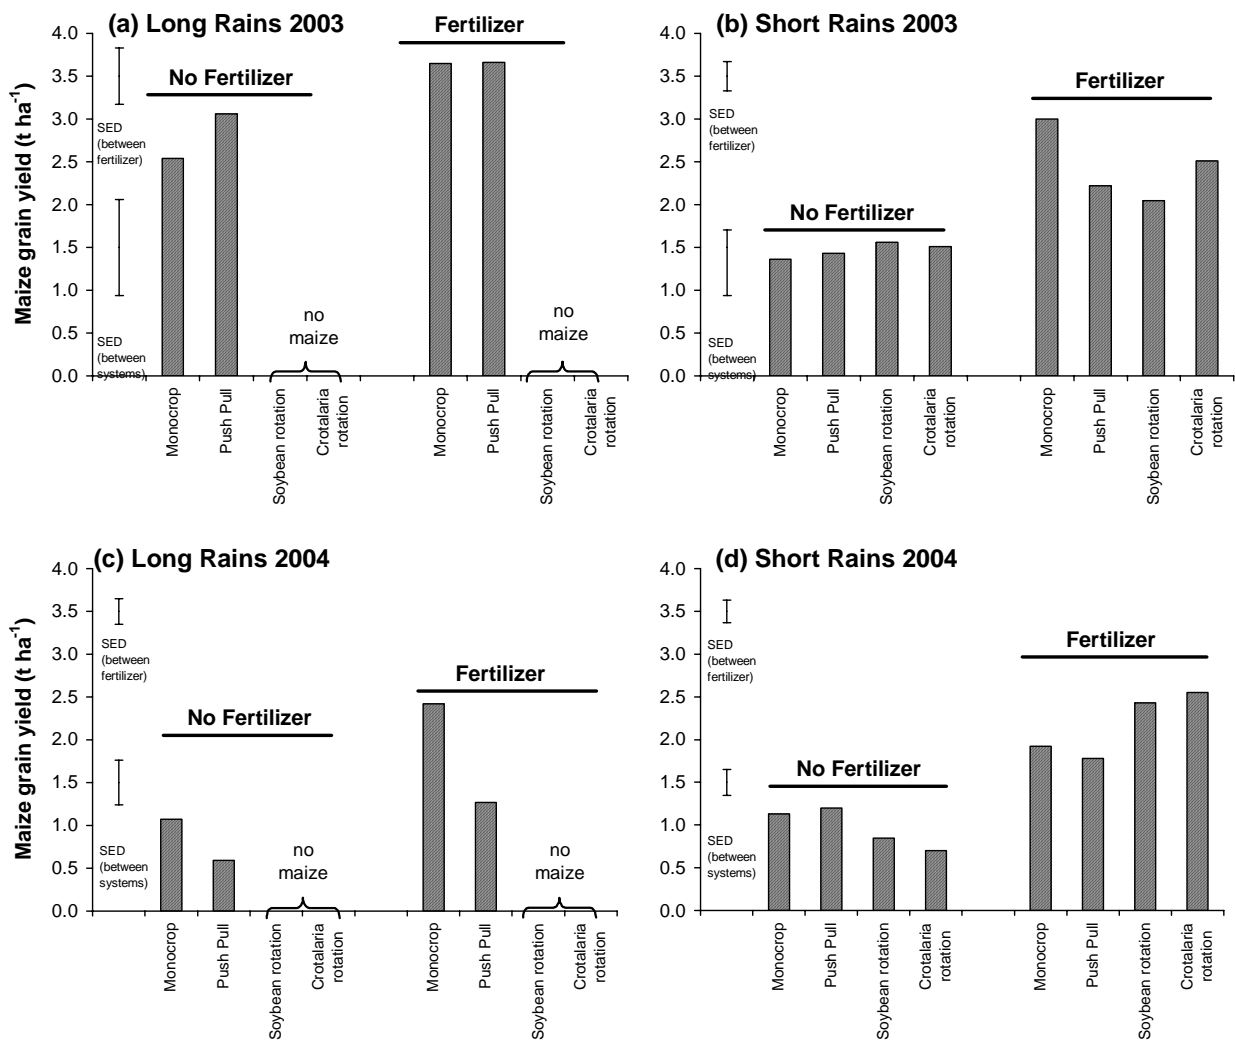 (a) Long Rains 2003
Fertilizer
No Fertilizer
Maize grain yield (t ha-1)
4.0
3.5
3.0
2.5
2.0
1.5
1.0
0.5
0.0
SED
(between
fertilizer)
SED
(between
systems)
no
maize
no
maize
Monocrop
Push Pull
Soybean rotation
Crotalaria
rotation
Monocrop
Push Pull
Soybean rotation
Crotalaria
rotation
(b) Short Rains 2003
Fertilizer
No Fertilizer
4.0
3.5
3.0
2.5
2.0
1.5
1.0
0.5
0.0
SED
(between
fertilizer)
SED
(between
systems)
Monocrop
Push Pull
Soybean rotation
Crotalaria
rotation
Monocrop
Push Pull
Soybean rotation
Crotalaria
rotation
(c) Long Rains 2004
Fertilizer
No Fertilizer
Maize grain yield (t ha-1)
4.0
3.5
3.0
2.5
2.0
1.5
1.0
0.5
0.0
SED
(between
fertilizer)
SED
(between
systems)
no
maize
no
maize
Monocrop
Push Pull
Soybean rotation
Crotalaria
rotation
Monocrop
Push Pull
Soybean rotation
Crotalaria
rotation
(d) Short Rains 2004
Fertilizer
No Fertilizer
4.0
3.5
3.0
2.5
2.0
1.5
1.0
0.5
0.0
SED
(between
fertilizer)
SED
(between
systems)
Monocrop
Push Pull
Soybean rotation
Crotalaria
rotation
Monocrop
Push Pull
Soybean rotation
Crotalaria
rotation